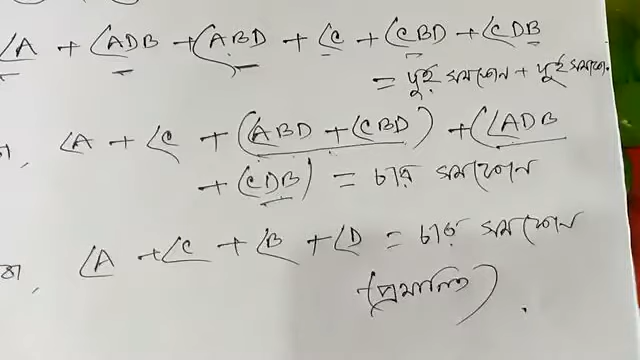 ∠A + ∠ADB + ∠ABD + ∠C + ∠CBD + ∠CDB
= দুই সমকোন + দুই সমকোন.
বা, ∠A + ∠C + (∠ABD + ∠CBD) + (∠ADB
+ ∠CDB) = চার সমকোন
বা, ∠A + ∠C + ∠B + ∠D = চার সমকোন
(প্রমানিত).